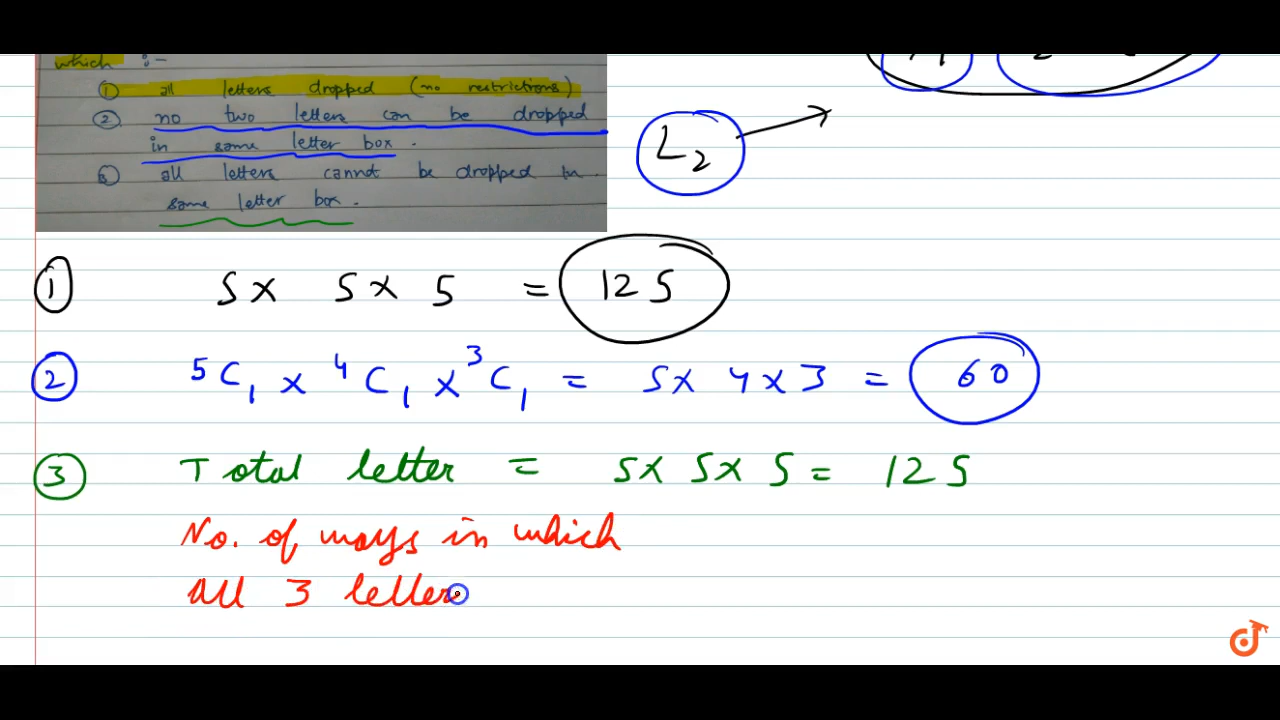 which :-
① all letters dropped (no restrictions)
② no two letters can be dropped
in same letter box.
③ all letters cannot be dropped in
same letter box.
L₂
① 5 x 5 x 5 = 125
② ⁵C₁ x ⁴C₁ x ³C₁ = 5 x 4 x 3 = 60
③ Total letter = 5 x 5 x 5 = 125
No. of ways in which
All 3 letter